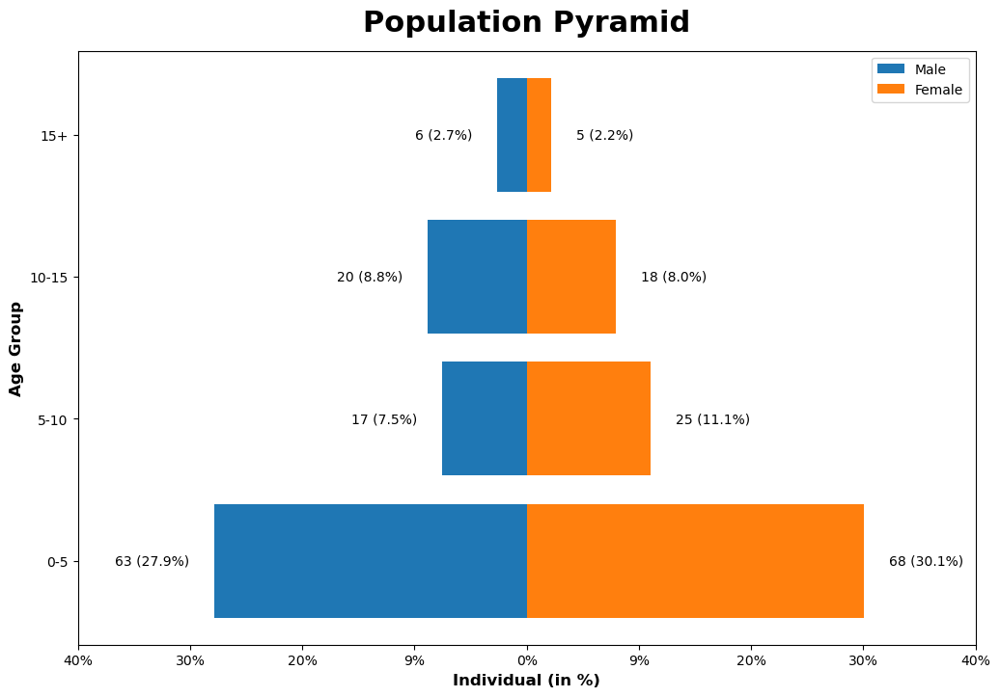 Population Pyramid
Male
Female
15+
6 (2.7%)
5 (2.2%)
10-15
20 (8.8%)
18 (8.0%)
Age Group
5-10
17 (7.5%)
25 (11.1%)
0-5
63 (27.9%)
68 (30.1%)
40% 30% 20% 9% 0% 9% 20% 30% 40%
Individual (in %)